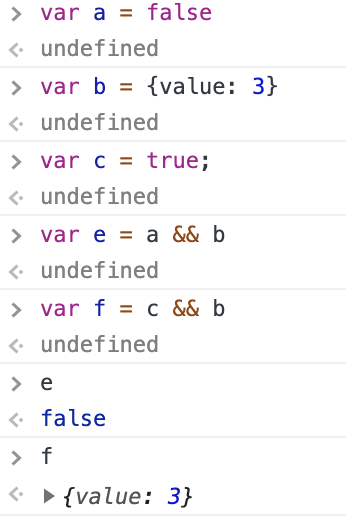 > var a = false
<· undefined
> var b = {value: 3}
<· undefined
> var c = true;
<· undefined
> var e = a && b
<· undefined
> var f = c && b
<· undefined
> e
<· false
> f
<· ▶ {value: 3}